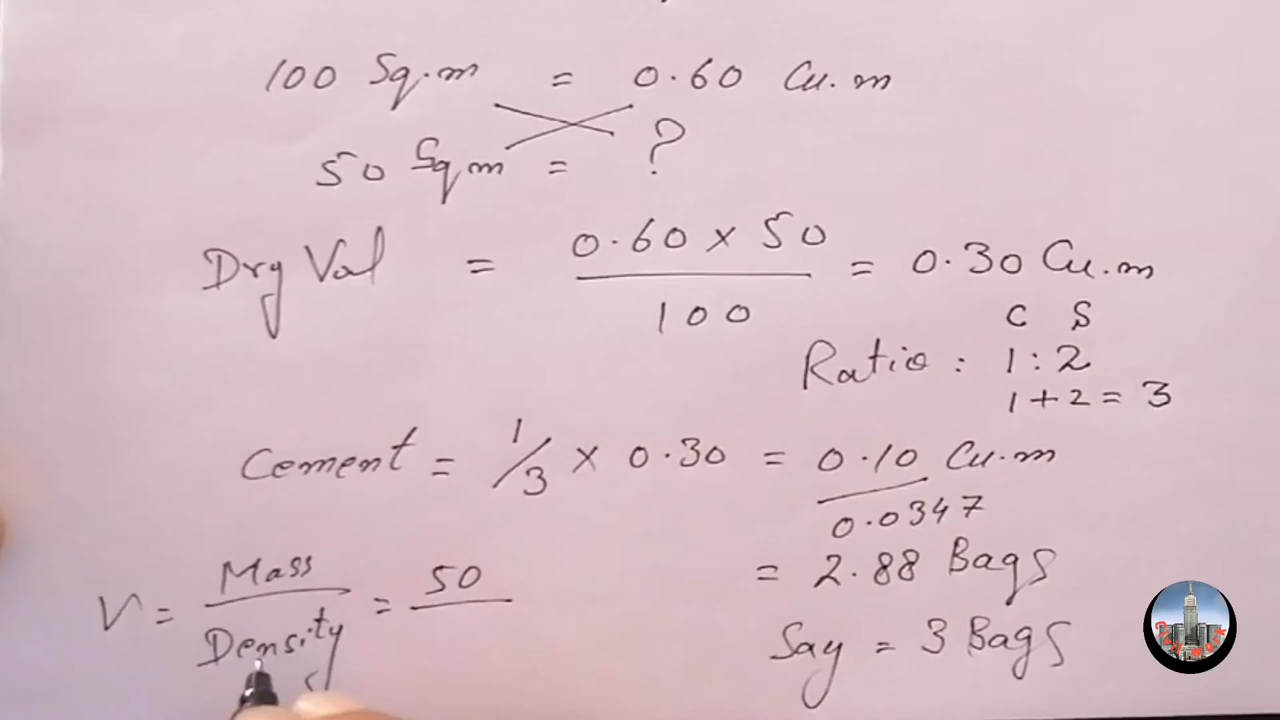 100 Sq.m = 0.60 Cu.m
50 Sqm = ?
Dry Vol = 0.60 x 50 / 100 = 0.30 Cu.m
C S
Ratio : 1:2
1+2=3
Cement = 1/3 x 0.30 = 0.10 Cu.m
0.0347
= 2.88 Bags
V = Mass / Density = 50
Say = 3 Bags